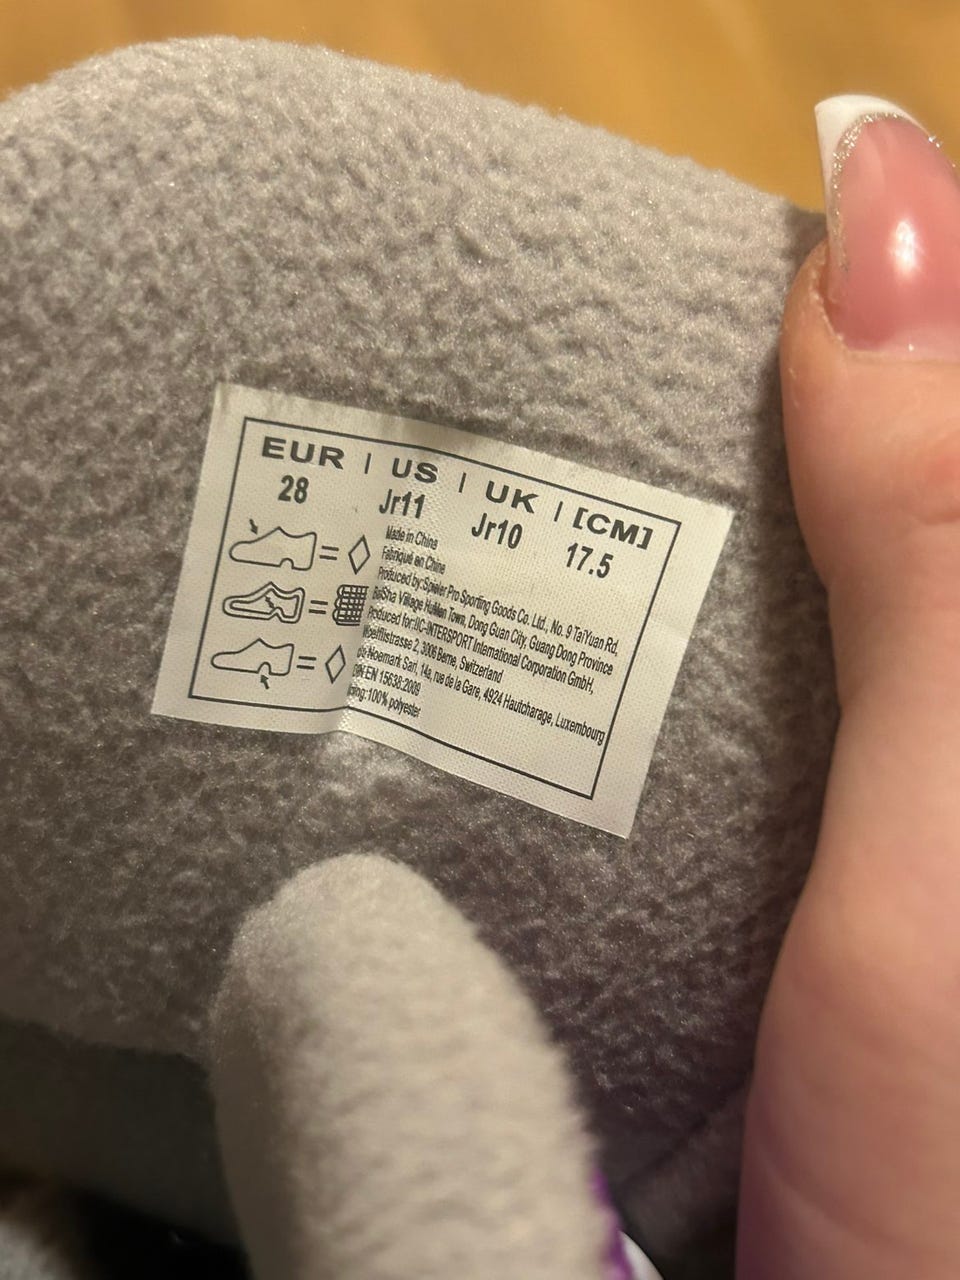 EUR | US | UK | [CM]
28 Jr11 Jr10 17.5
Made in China
Fabriqué en Chine
Produced by:Speeler Pro Sporting Goods Co. Ltd., No. 9 TaiYuan Rd,
BaiSha Village HuMen Town, Dong Guan City, Guang Dong Province
Produced for:IIC-INTERSPORT International Corporation GmbH,
Woelflistrasse 2, 3006 Berne, Switzerland
Noemark Sarl, 14a, rue de la Gare, 4924 Hautcharage, Luxembourg
EN 15638:2009
100% polyester